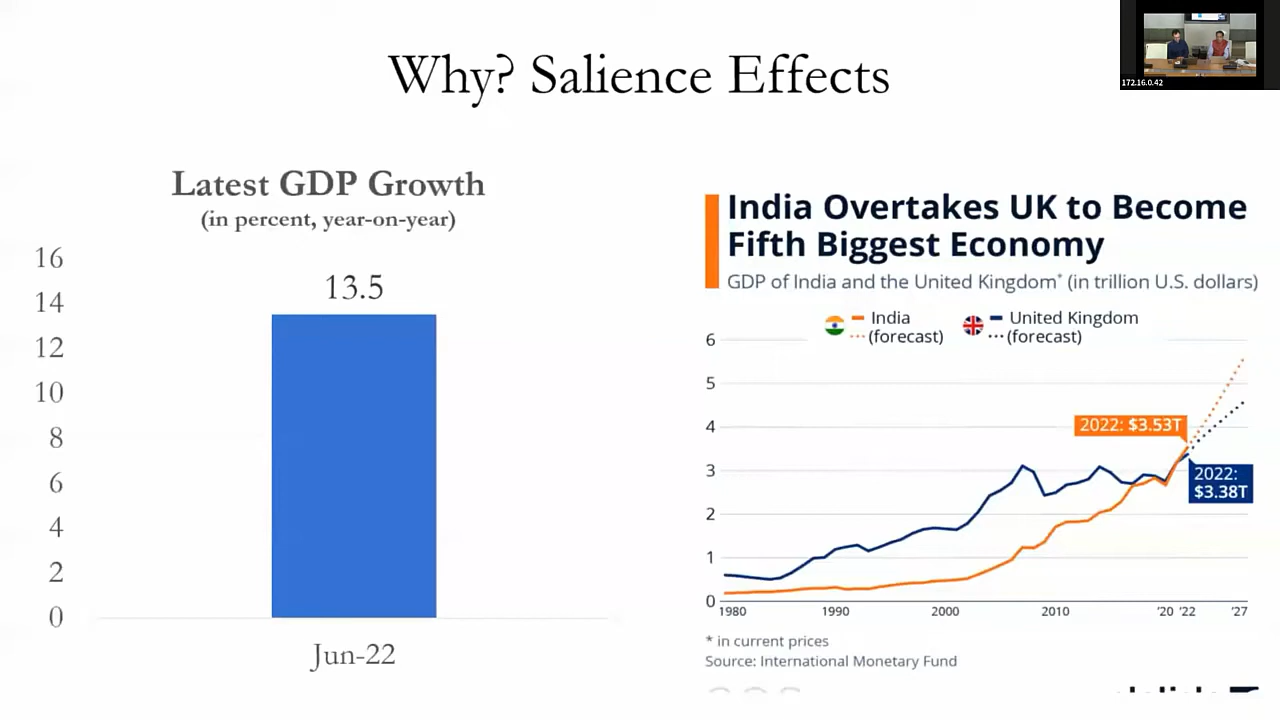 172.16.0.42
Why? Salience Effects
Latest GDP Growth
(in percent, year-on-year)
16
14
12
10
8
6
4
2
0
13.5
Jun-22
India Overtakes UK to Become
Fifth Biggest Economy
GDP of India and the United Kingdom* (in trillion U.S. dollars)
India
(forecast)
United Kingdom
(forecast)
6
5
4
3
2
1
0
2022: $3.53T
2022:
$3.38T
1980 1990 2000 2010 '20 '22 '27
* in current prices
Source: International Monetary Fund